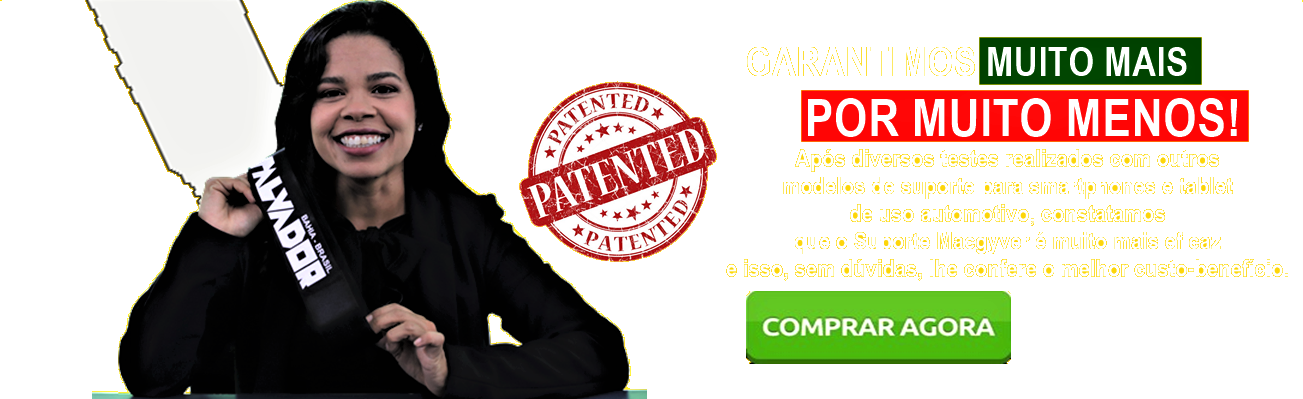 SALVADOR
BAHIA . BRASIL
PATENTED
PATENTED
PATENTED
GARANTIMOS MUITO MAIS
POR MUITO MENOS!
Após diversos testes realizados com outros
modelos de suporte para smartphones e tablet
de uso automotivo, constatamos
que o Suporte Macgyver é muito mais eficaz
e isso, sem dúvidas, lhe confere o melhor custo-benefício.
COMPRAR AGORA